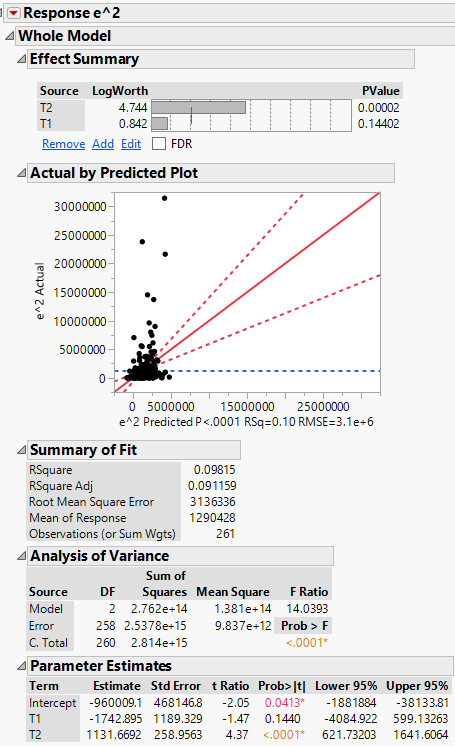 Response e^2
Whole Model
Effect Summary
Source LogWorth PValue
T2 4.744 0.00002
T1 0.842 0.14402
Remove Add Edit FDR
Actual by Predicted Plot
e^2 Actual
30000000
25000000
20000000
15000000
10000000
5000000
0
0 5000000 15000000 25000000
e^2 Predicted P<.0001 RSq=0.10 RMSE=3.1e+6
Summary of Fit
RSquare 0.09815
RSquare Adj 0.091159
Root Mean Square Error 3136336
Mean of Response 1290428
Observations (or Sum Wgts) 261
Analysis of Variance
Sum of
Source DF Squares Mean Square F Ratio
Model 2 2.762e+14 1.381e+14 14.0393
Error 258 2.5378e+15 9.837e+12 Prob > F
C. Total 260 2.814e+15 <.0001*
Parameter Estimates
Term Estimate Std Error t Ratio Prob>|t| Lower 95% Upper 95%
Intercept -960009.1 468146.8 -2.05 0.0413* -1881884 -38133.81
T1 -1742.895 1189.329 -1.47 0.1440 -4084.922 599.13263
T2 1131.6692 258.9563 4.37 <.0001* 621.73203 1641.6064